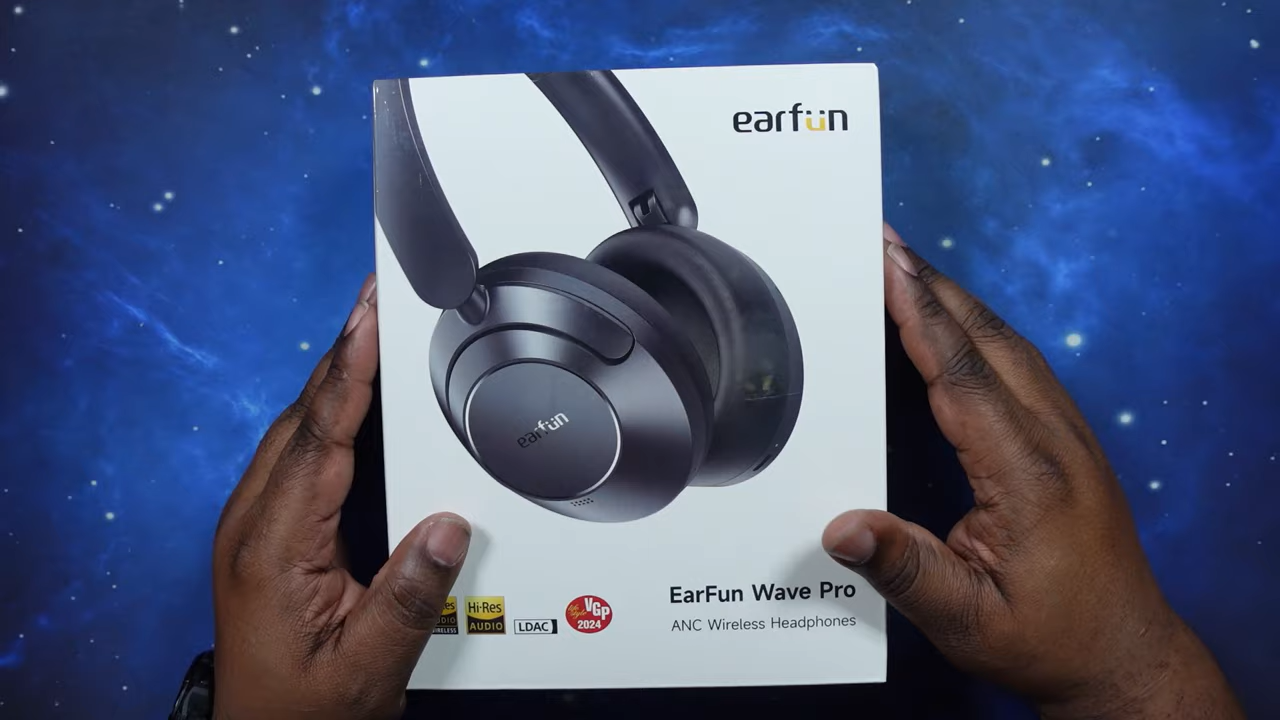 earfun
earfun
EarFun Wave Pro
ANC Wireless Headphones
Hi-Res
AUDIO
LDAC
VGP
2024